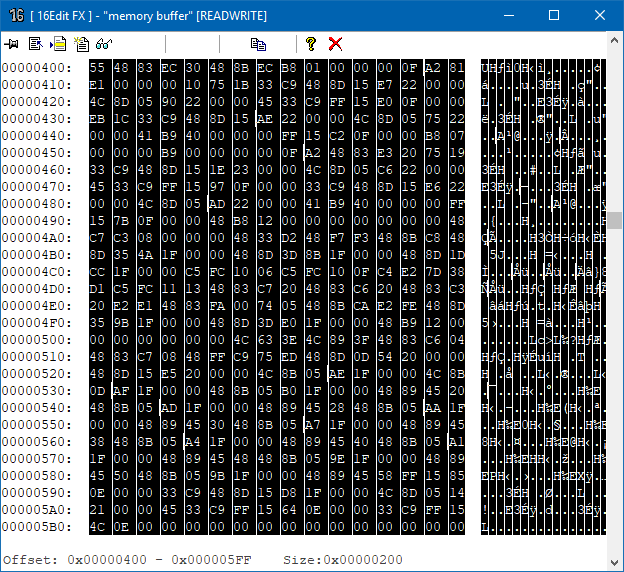 [ 16Edit FX ] - "memory buffer" [READWRITE]
00000400: 55 48 83 EC 30 48 8B EC B8 01 00 00 00 0F A2 81
00000410: E1 00 00 00 10 75 1B 33 C9 48 8D 15 E7 22 00 00
00000420: 4C 8D 05 90 22 00 00 45 33 C9 FF 15 E0 0F 00 00
00000430: EB 1C 33 C9 48 8D 15 AE 22 00 00 4C 8D 05 75 22
00000440: 00 00 41 B9 40 00 00 00 FF 15 C2 0F 00 00 B8 07
00000450: 00 00 00 B9 00 00 00 00 0F A2 48 83 E3 20 75 19
00000460: 33 C9 48 8D 15 1E 23 00 00 4C 8D 05 C6 22 00 00
00000470: 45 33 C9 FF 15 97 0F 00 00 33 C9 48 8D 15 E6 22
00000480: 00 00 4C 8D 05 AD 22 00 00 41 B9 40 00 00 00 FF
00000490: 15 7B 0F 00 00 48 B8 12 00 00 00 00 00 00 00 48
000004A0: C7 C3 08 00 00 00 48 33 D2 48 F7 F3 48 8B C8 48
000004B0: 8D 35 4A 1F 00 00 48 8D 3D 8B 1F 00 00 48 8D 1D
000004C0: CC 1F 00 00 C5 FC 10 06 C5 FC 10 0F C4 E2 7D 38
000004D0: D1 C5 FC 11 13 48 83 C7 20 48 83 C6 20 48 83 C3
000004E0: 20 E2 E1 48 83 FA 00 74 05 48 8B CA E2 FE 48 8D
000004F0: 35 9B 1F 00 00 48 8D 3D E0 1F 00 00 48 B9 12 00
00000500: 00 00 00 00 00 00 4C 63 3E 4C 89 3F 48 83 C6 04
00000510: 48 83 C7 08 48 FF C9 75 ED 48 8D 0D 54 20 00 00
00000520: 48 8D 15 E5 20 00 00 4C 8B 05 AE 1F 00 00 4C 8B
00000530: 0D AF 1F 00 00 48 8B 05 B0 1F 00 00 48 89 45 20
00000540: 48 8B 05 AD 1F 00 00 48 89 45 28 48 8B 05 AA 1F
00000550: 00 00 48 89 45 30 48 8B 05 A7 1F 00 00 48 89 45
00000560: 38 48 8B 05 A4 1F 00 00 48 89 45 40 48 8B 05 A1
00000570: 1F 00 00 48 89 45 48 48 8B 05 9E 1F 00 00 48 89
00000580: 45 50 48 8B 05 9B 1F 00 00 48 89 45 58 FF 15 85
00000590: 0E 00 00 33 C9 48 8D 15 D8 1F 00 00 4C 8D 05 14
000005A0: 21 00 00 45 33 C9 FF 15 64 0E 00 00 33 C9 FF 15
000005B0: 4C 0E 00 00 00 00 00 00 00 00 00 00 00 00 00 00
Offset: 0x00000400 - 0x000005FF Size:0x00000200